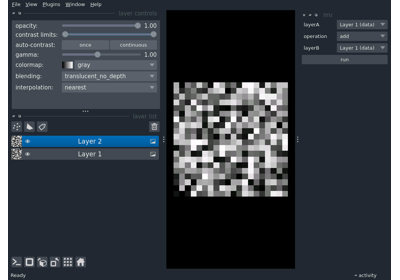 File View Plugins Window Help
layer controls
opacity: 1.00
contrast limits:
auto-contrast: once continuous
gamma: 1.00
colormap: gray
blending: translucent_no_depth
interpolation: nearest
layer list
Layer 2
Layer 1
layerA Layer 1 (data)
operation add
layerB Layer 1 (data)
run
Ready
activity